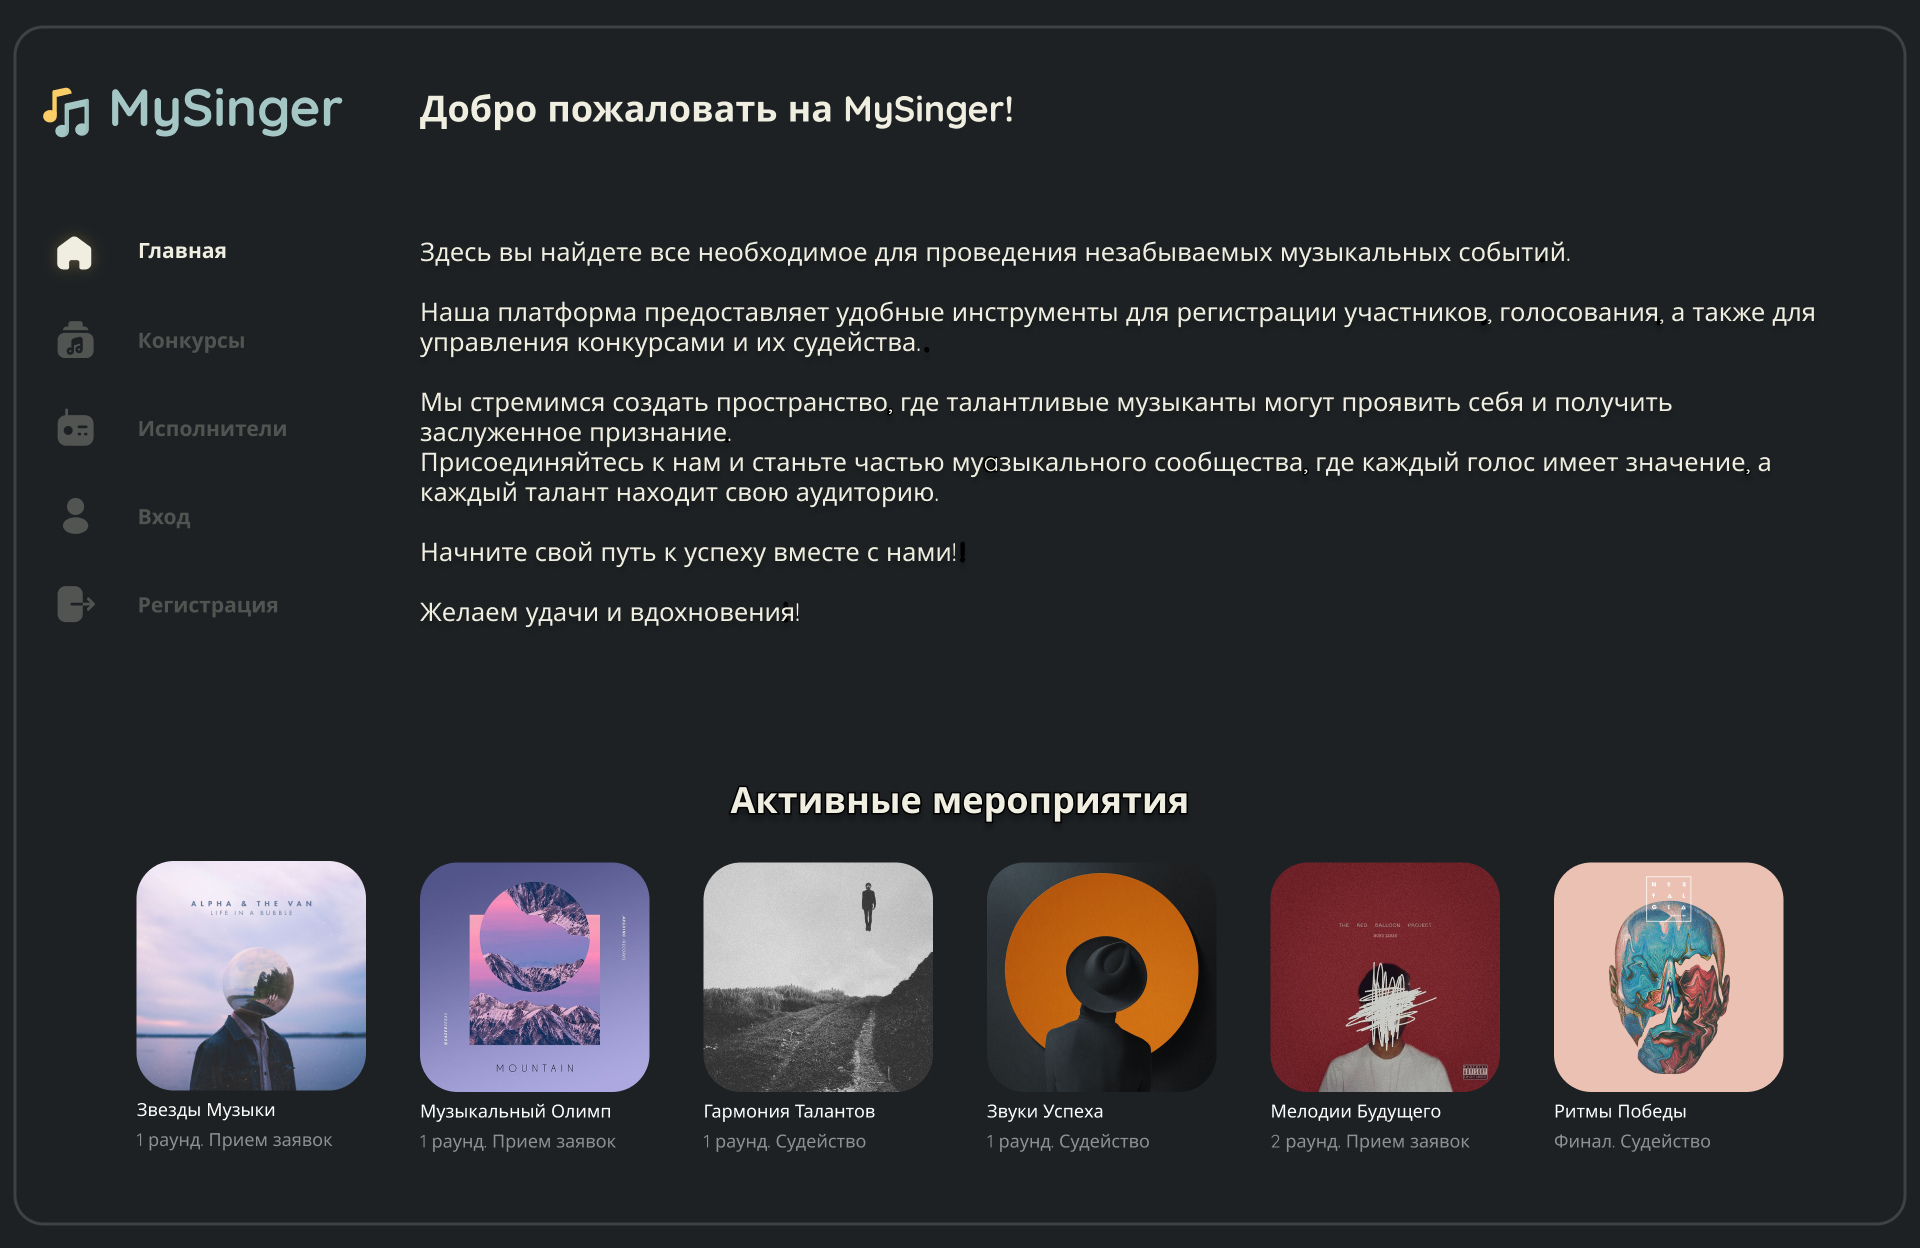 MySinger
Добро пожаловать на MySinger!
Главная
Конкурсы
Исполнители
Вход
Регистрация
Здесь вы найдете все необходимое для проведения незабываемых музыкальных событий.
Наша платформа предоставляет удобные инструменты для регистрации участников, голосования, а также для
управления конкурсами и их судейства..
Мы стремимся создать пространство, где талантливые музыканты могут проявить себя и получить
заслуженное признание.
Присоединяйтесь к нам и станьте частью муaзыкального сообщества, где каждый голос имеет значение, а
каждый талант находит свою аудиторию.
Начните свой путь к успеху вместе с нами!
Желаем удачи и вдохновения!
Активные мероприятия
ALPHA & THE VAN
LIFE IN A BUBBLE
MOUNTAIN
THE RED BALLOON PROJECT
Звезды Музыки
1 раунд. Прием заявок
Музыкальный Олимп
1 раунд. Прием заявок
Гармония Талантов
1 раунд. Судейство
Звуки Успеха
1 раунд. Судейство
Мелодии Будущего
2 раунд. Прием заявок
Ритмы Победы
Финал. Судейство